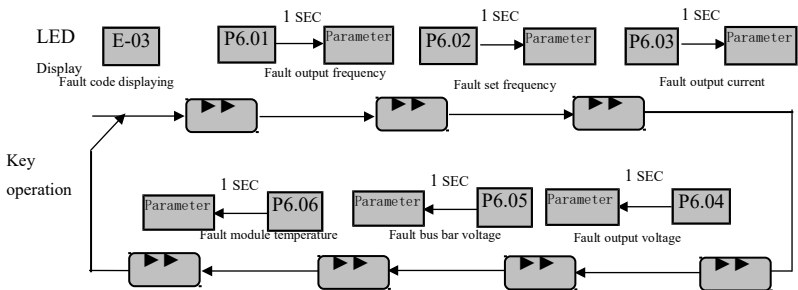 1 SEC 1 SEC 1 SEC
LED E-03 P6.01 Parameter P6.02 Parameter P6.03 Parameter
Display
Fault code displaying Fault output frequency Fault set frequency Fault output current
Key
operation
1 SEC 1 SEC 1 SEC
Parameter P6.06 Parameter P6.05 Parameter P6.04
Fault module temperature Fault bus bar voltage Fault output voltage